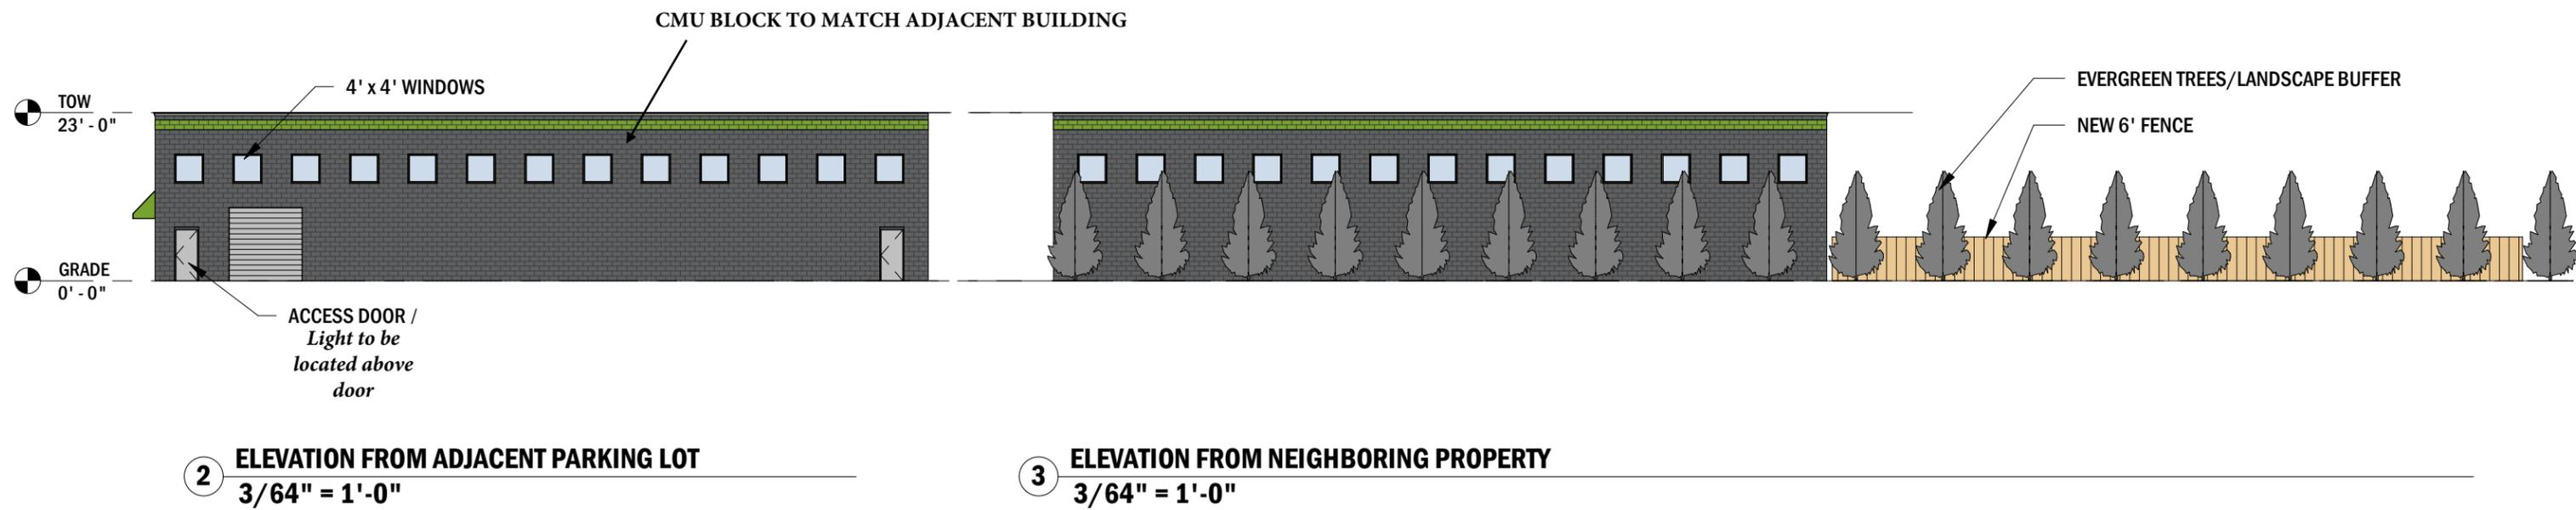 CMU BLOCK TO MATCH ADJACENT BUILDING
4' x 4' WINDOWS
TOW
23' - 0"
GRADE
0' - 0"
ACCESS DOOR /
Light to be
located above
door
EVERGREEN TREES/LANDSCAPE BUFFER
NEW 6' FENCE
2
ELEVATION FROM ADJACENT PARKING LOT
3/64" = 1'-0"
3
ELEVATION FROM NEIGHBORING PROPERTY
3/64" = 1'-0"